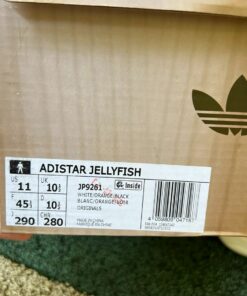 ADISTAR JELLYFISH
US 11 UK 10½
F 45⅓ D 10½
J 290 CHN 280
JP9261
WHITE/ORANGE/BLACK
BLANC/ORANGE/NOIR
ORIGINALS
Inside
MADE IN CHINA